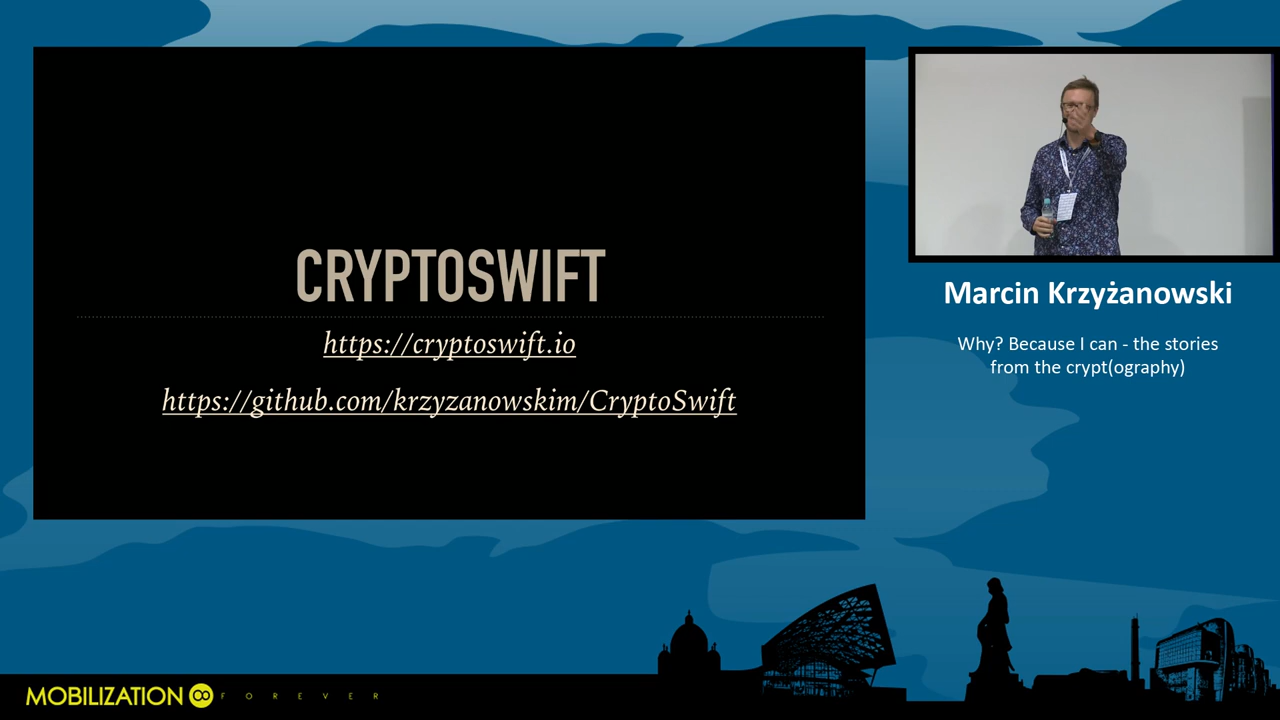 CRYPTOSWIFT
https://cryptoswift.io
https://github.com/krzyzanowskim/CryptoSwift
Marcin Krzyżanowski
Why? Because I can - the stories
from the crypt(ography)
MOBILIZATION
FOREVER